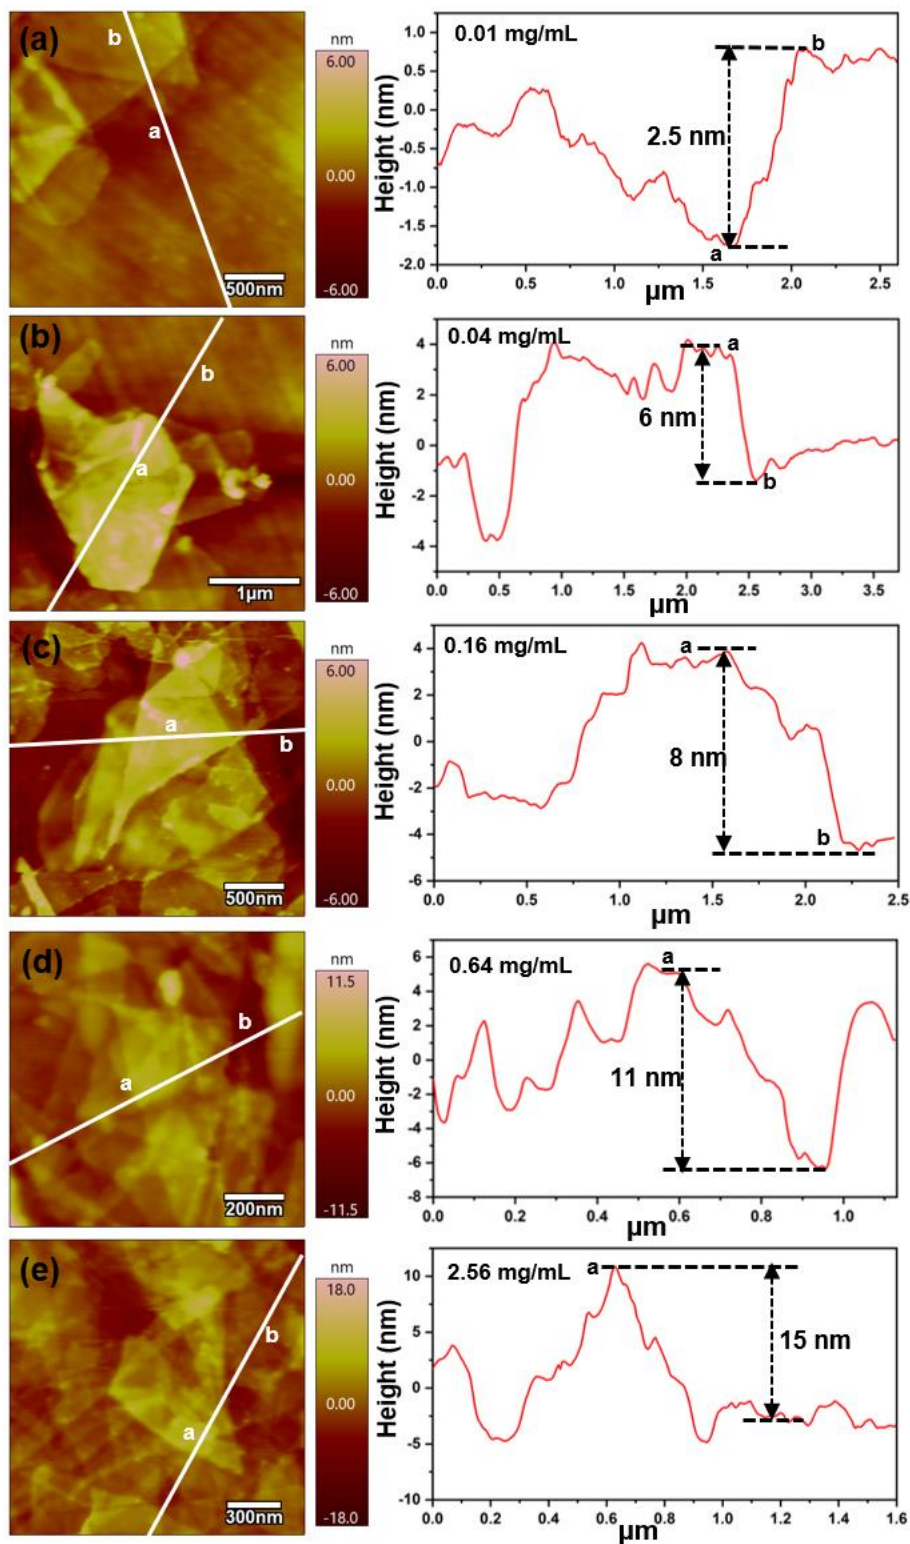 (a)
b
a
500nm
nm
6.00
0.00
-6.00
Height (nm)
1.0
0.5
0.0
-0.5
-1.0
-1.5
-2.0
0.01 mg/mL
2.5 nm
b
a
0.0 0.5 1.0 1.5 2.0 2.5
µm
(b)
b
a
1µm
nm
6.00
0.00
-6.00
Height (nm)
4
2
0
-2
-4
0.04 mg/mL
a
6 nm
b
0.0 0.5 1.0 1.5 2.0 2.5 3.0 3.5
µm
(c)
a
b
500nm
nm
6.00
0.00
-6.00
Height (nm)
4
2
0
-2
-4
-6
0.16 mg/mL
a
8 nm
b
0.0 0.5 1.0 1.5 2.0 2.5
µm
(d)
b
a
200nm
nm
11.5
0.00
-11.5
Height (nm)
6
4
2
0
-2
-4
-6
-8
0.64 mg/mL
a
11 nm
0.0 0.2 0.4 0.6 0.8 1.0
µm
(e)
b
a
300nm
nm
18.0
0.00
-18.0
Height (nm)
10
5
0
-5
-10
2.56 mg/mL
a
15 nm
0.0 0.2 0.4 0.6 0.8 1.0 1.2 1.4 1.6
µm